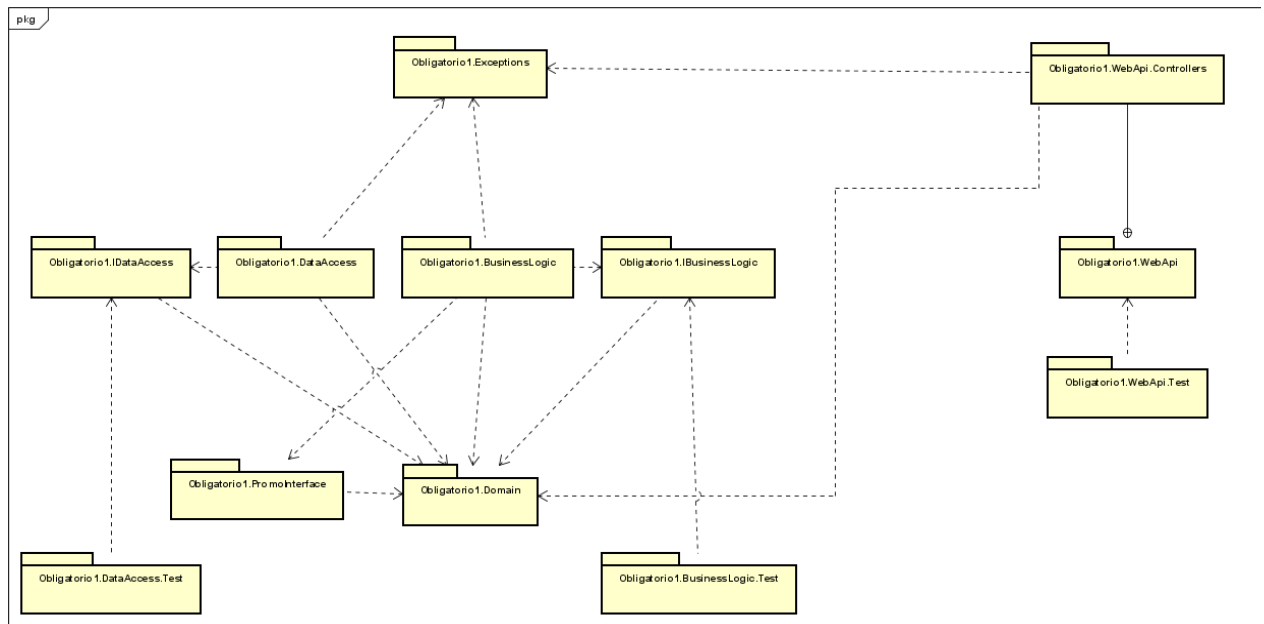 pkg
Obligatorio1.Exceptions
Obligatorio1.WebApi.Controllers
Obligatorio1.IDataAccess
Obligatorio1.DataAccess
Obligatorio1.BusinessLogic
Obligatorio1.IBusinessLogic
Obligatorio1.WebApi
Obligatorio1.WebApi.Test
Obligatorio1.PromoInterface
Obligatorio1.Domain
Obligatorio1.DataAccess.Test
Obligatorio1.BusinessLogic.Test